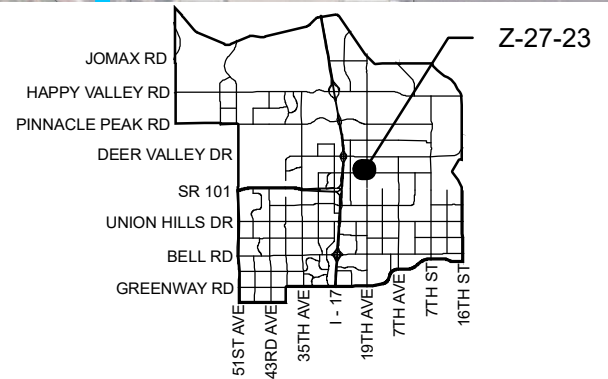 Z-27-23
JOMAX RD
HAPPY VALLEY RD
PINNACLE PEAK RD
DEER VALLEY DR
SR 101
UNION HILLS DR
BELL RD
GREENWAY RD
51ST AVE
43RD AVE
35TH AVE
I - 17
19TH AVE
7TH AVE
7TH ST
16TH ST